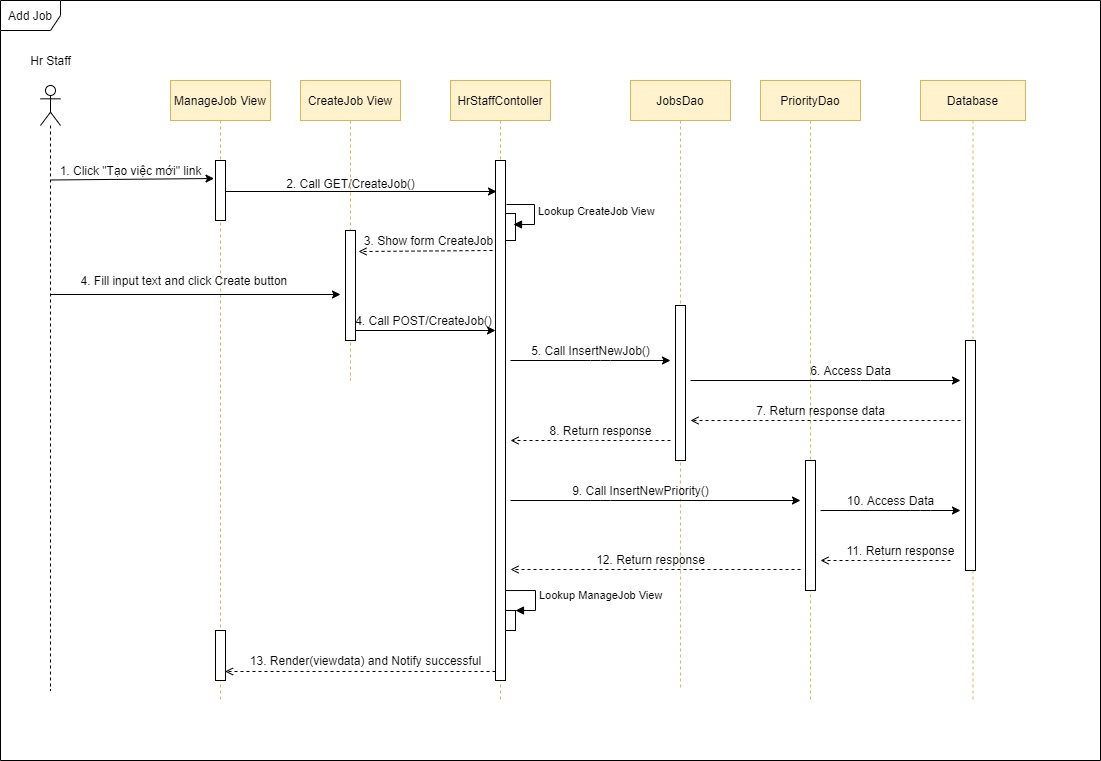 Add Job
Hr Staff
ManageJob View
CreateJob View
HrStaffContoller
JobsDao
PriorityDao
Database
1. Click "Tạo việc mới" link
2. Call GET/CreateJob()
Lookup CreateJob View
3. Show form CreateJob
4. Fill input text and click Create button
4. Call POST/CreateJob()
5. Call InsertNewJob()
6. Access Data
7. Return response data
8. Return response
9. Call InsertNewPriority()
10. Access Data
11. Return response
12. Return response
Lookup ManageJob View
13. Render(viewdata) and Notify successful